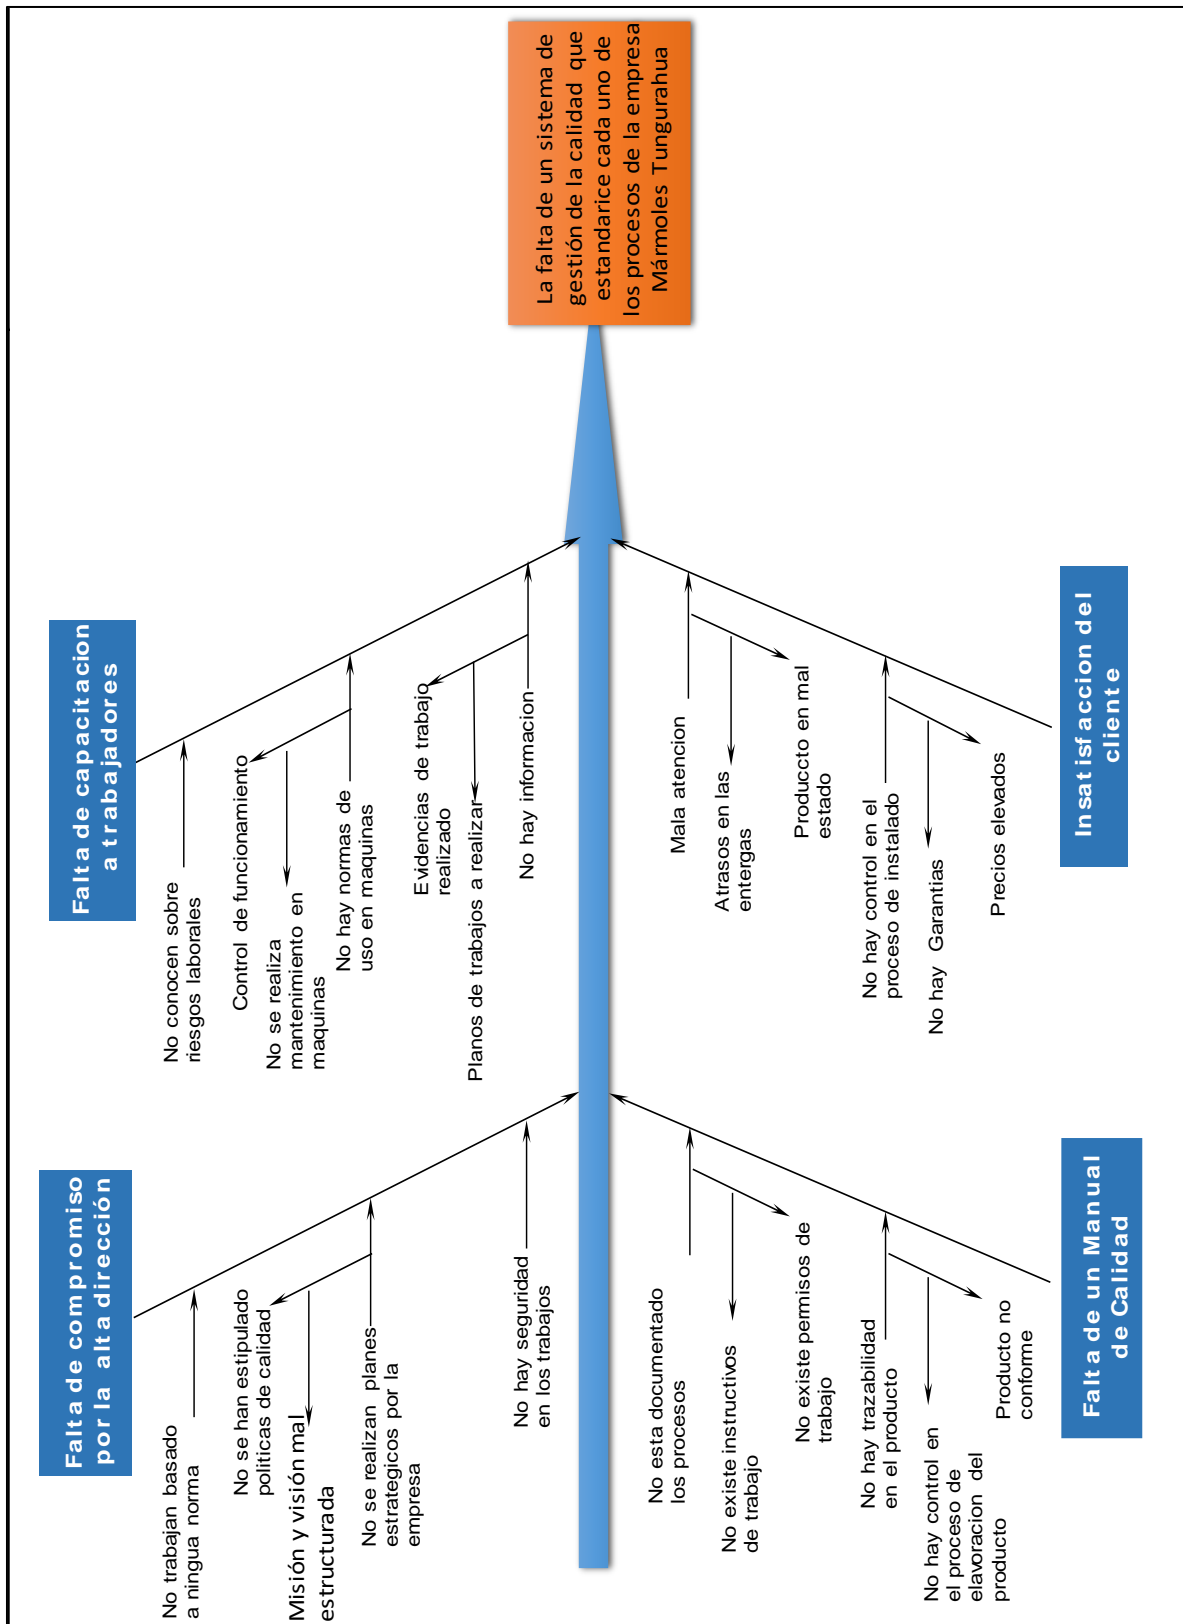 Falta de compromiso
por la alta dirección
No trabajan basado
a ningua norma
No se han estipulado
políticas de calidad
Misión y visión mal
estructurada
No se realizan planes
estrategicos por la
empresa
No hay seguridad
en los trabajos
Falta de capacitacion
a trabajadores
No conocen sobre
riesgos laborales
Control de funcionamiento
No se realiza
mantenimiento en
maquinas
No hay normas de
uso en maquinas
Evidencias de trabajo
realizado
Planos de trabajos a realizar
No hay informacion
La falta de un sistema de
gestión de la calidad que
estandarice cada uno de
los procesos de la empresa
Mármoles Tungurahua
No esta documentado
los procesos
No existe instructivos
de trabajo
No existe permisos de
trabajo
No hay trazabilidad
en el producto
No hay control en
el proceso de
elavoracion del
producto
Producto no
conforme
Falta de un Manual
de Calidad
Mala atencion
Atrasos en las
entergas
Produccto en mal
estado
No hay control en el
proceso de instalado
No hay Garantias
Precios elevados
Insatisfaccion del
cliente